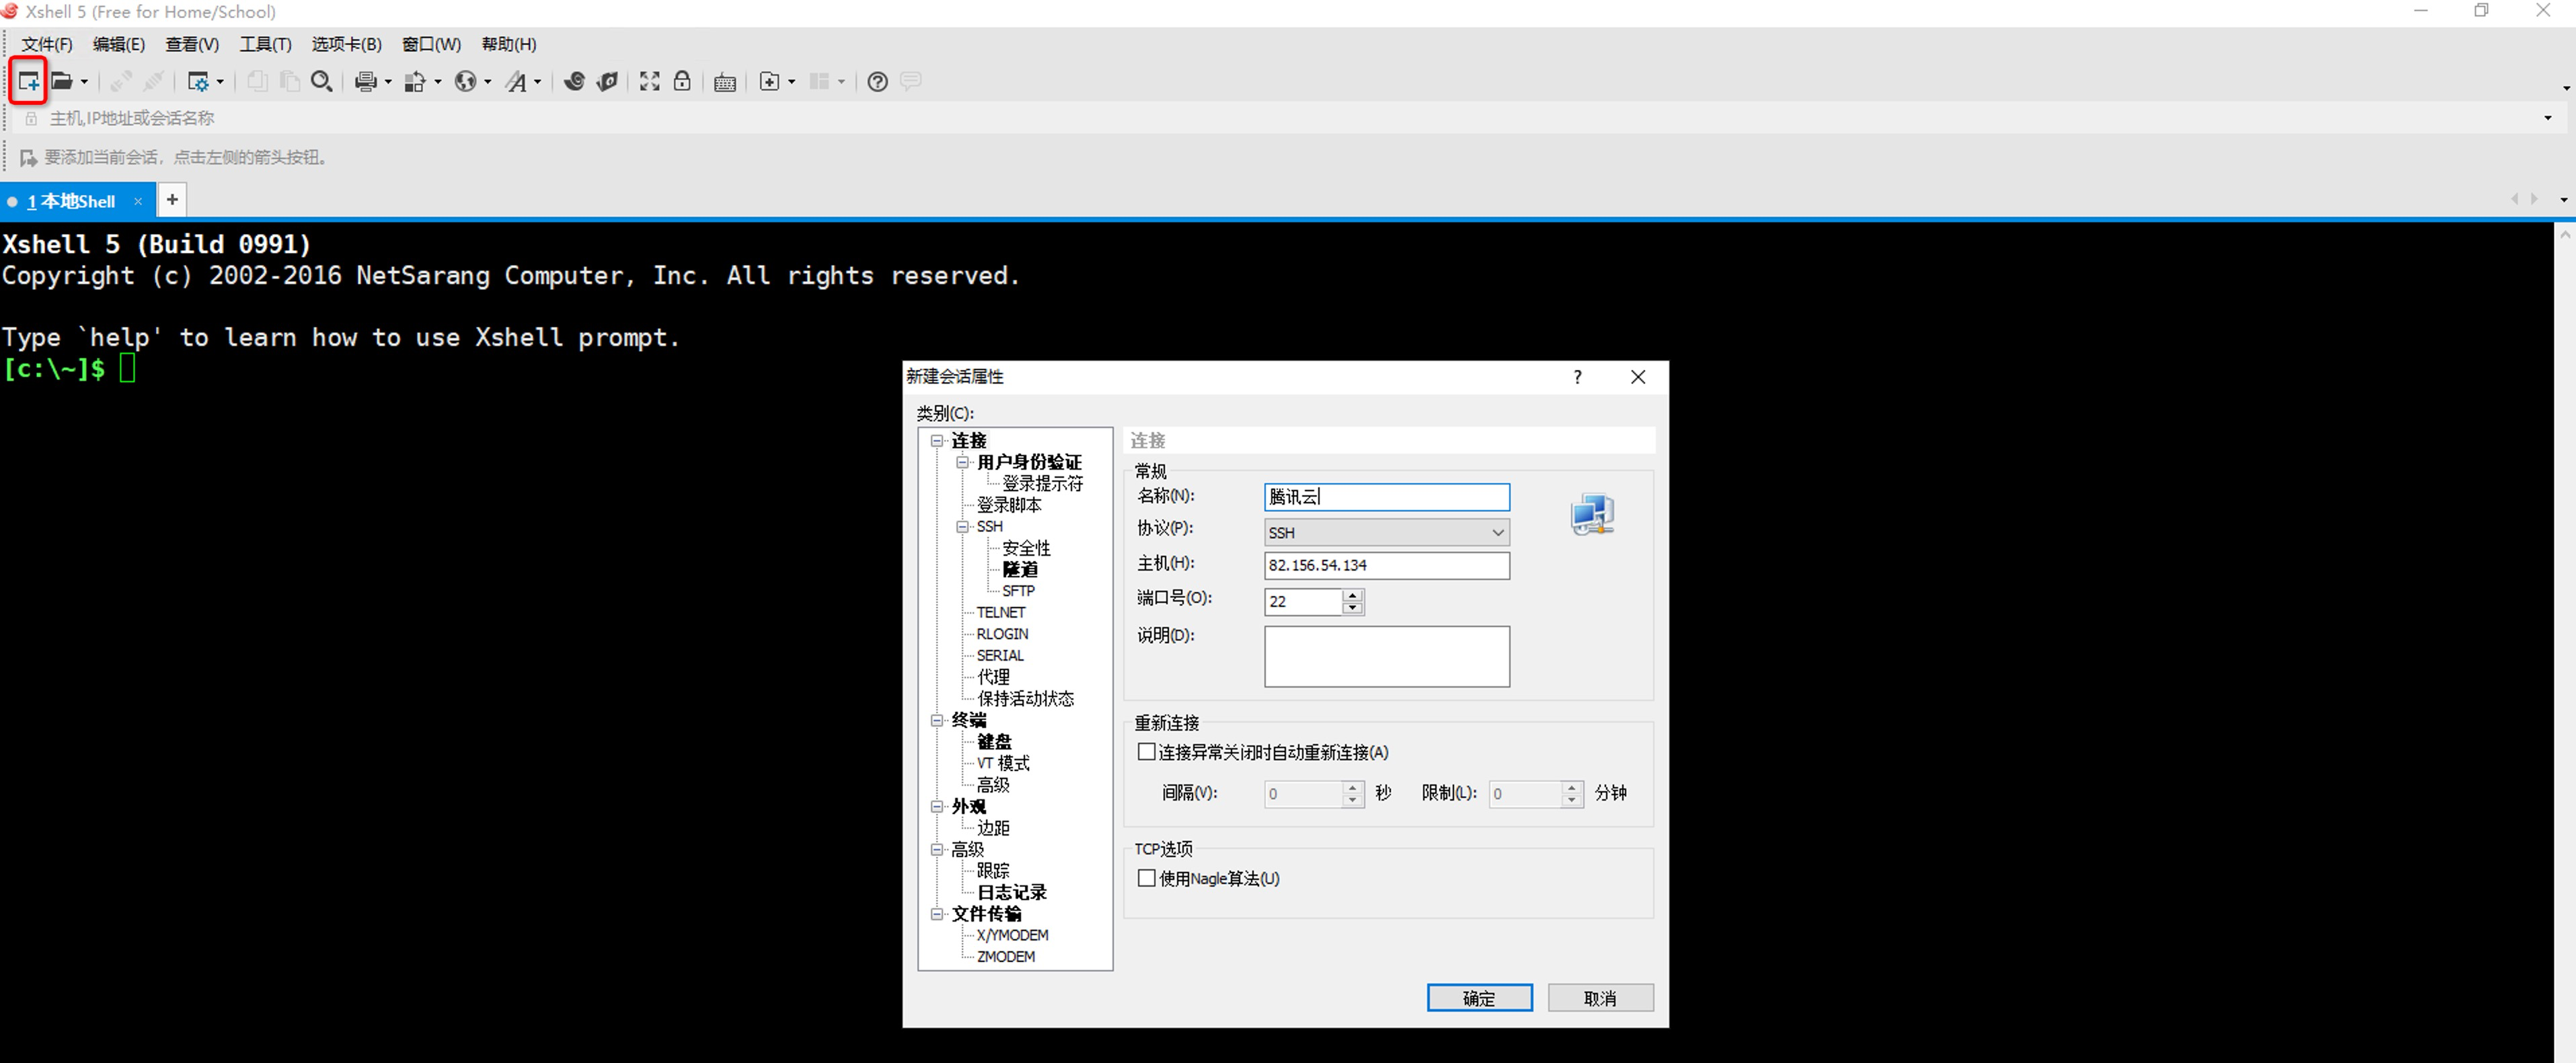 Xshell 5 (Free for Home/School)
文件(F) 编辑(E) 查看(V) 工具(T) 选项卡(B) 窗口(W) 帮助(H)
主机,IP地址或会话名称
要添加当前会话，点击左侧的箭头按钮。
1 本地Shell × +
Xshell 5 (Build 0991)
Copyright (c) 2002-2016 NetSarang Computer, Inc. All rights reserved.
Type `help' to learn how to use Xshell prompt.
[c:\~]$
新建会话属性
类别(C):
连接
用户身份验证
登录提示符
登录脚本
SSH
安全性
隧道
SFTP
TELNET
RLOGIN
SERIAL
代理
保持活动状态
终端
键盘
VT 模式
高级
外观
边距
高级
跟踪
日志记录
文件传输
X/YMODEM
ZMODEM
连接
常规
名称(N): 腾讯云
协议(P): SSH
主机(H): 82.156.54.134
端口号(O): 22
说明(D):
重新连接
连接异常关闭时自动重新连接(A)
间隔(V): 0 秒 限制(L): 0 分钟
TCP选项
使用Nagle算法(U)
确定 取消